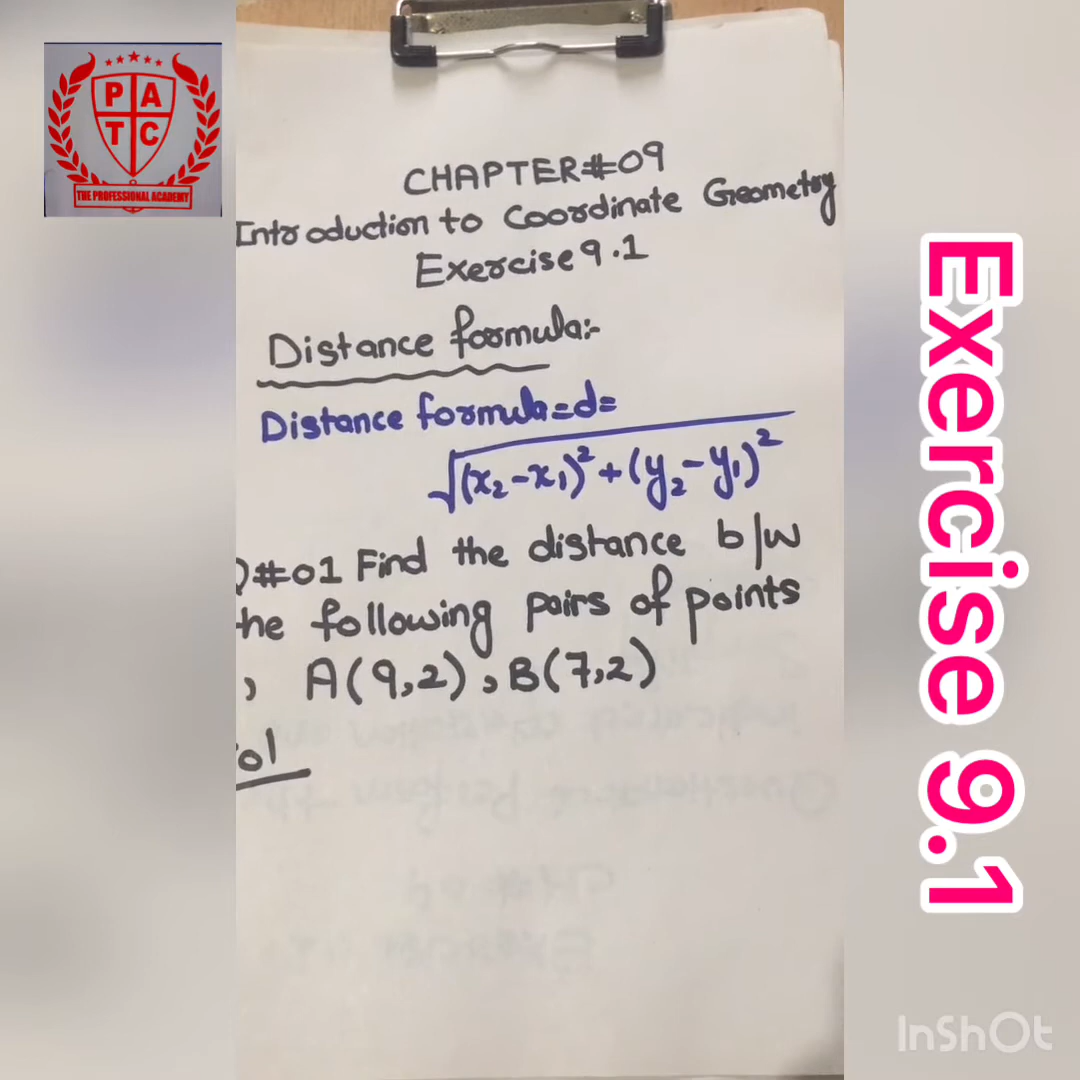 P A
T C
THE PROFESSIONAL ACADEMY
CHAPTER#09
Introduction to Coordinate Geometry
Exercise 9.1
Distance formula:-
Distance formula=d=
√(x₂-x₁)²+(y₂-y₁)²
#01 Find the distance b/w
he following pairs of points
, A(9,2), B(7,2)
ol
Exercise 9.1
InShOt